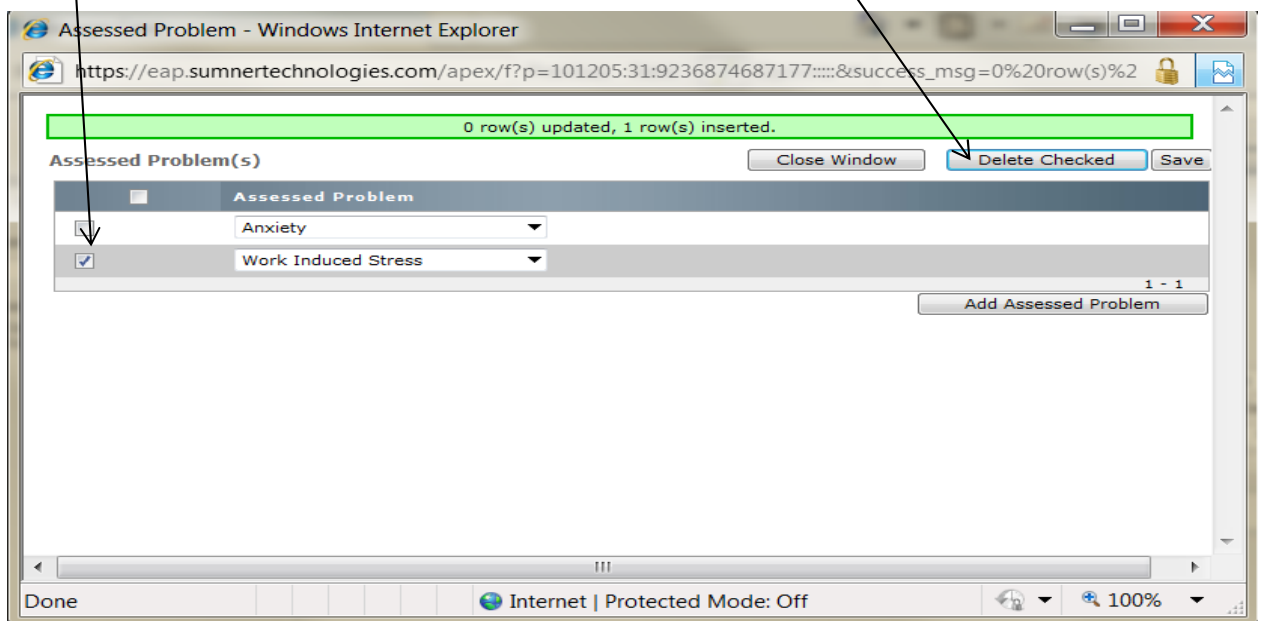 Assessed Problem - Windows Internet Explorer
https://eap.sumnertechnologies.com/apex/f?p=101205:31:9236874687177:::::&success_msg=0%20row(s)%2
0 row(s) updated, 1 row(s) inserted.
Assessed Problem(s) Close Window Delete Checked Save
Assessed Problem
Anxiety
Work Induced Stress
1 - 1
Add Assessed Problem
Done Internet | Protected Mode: Off 100%